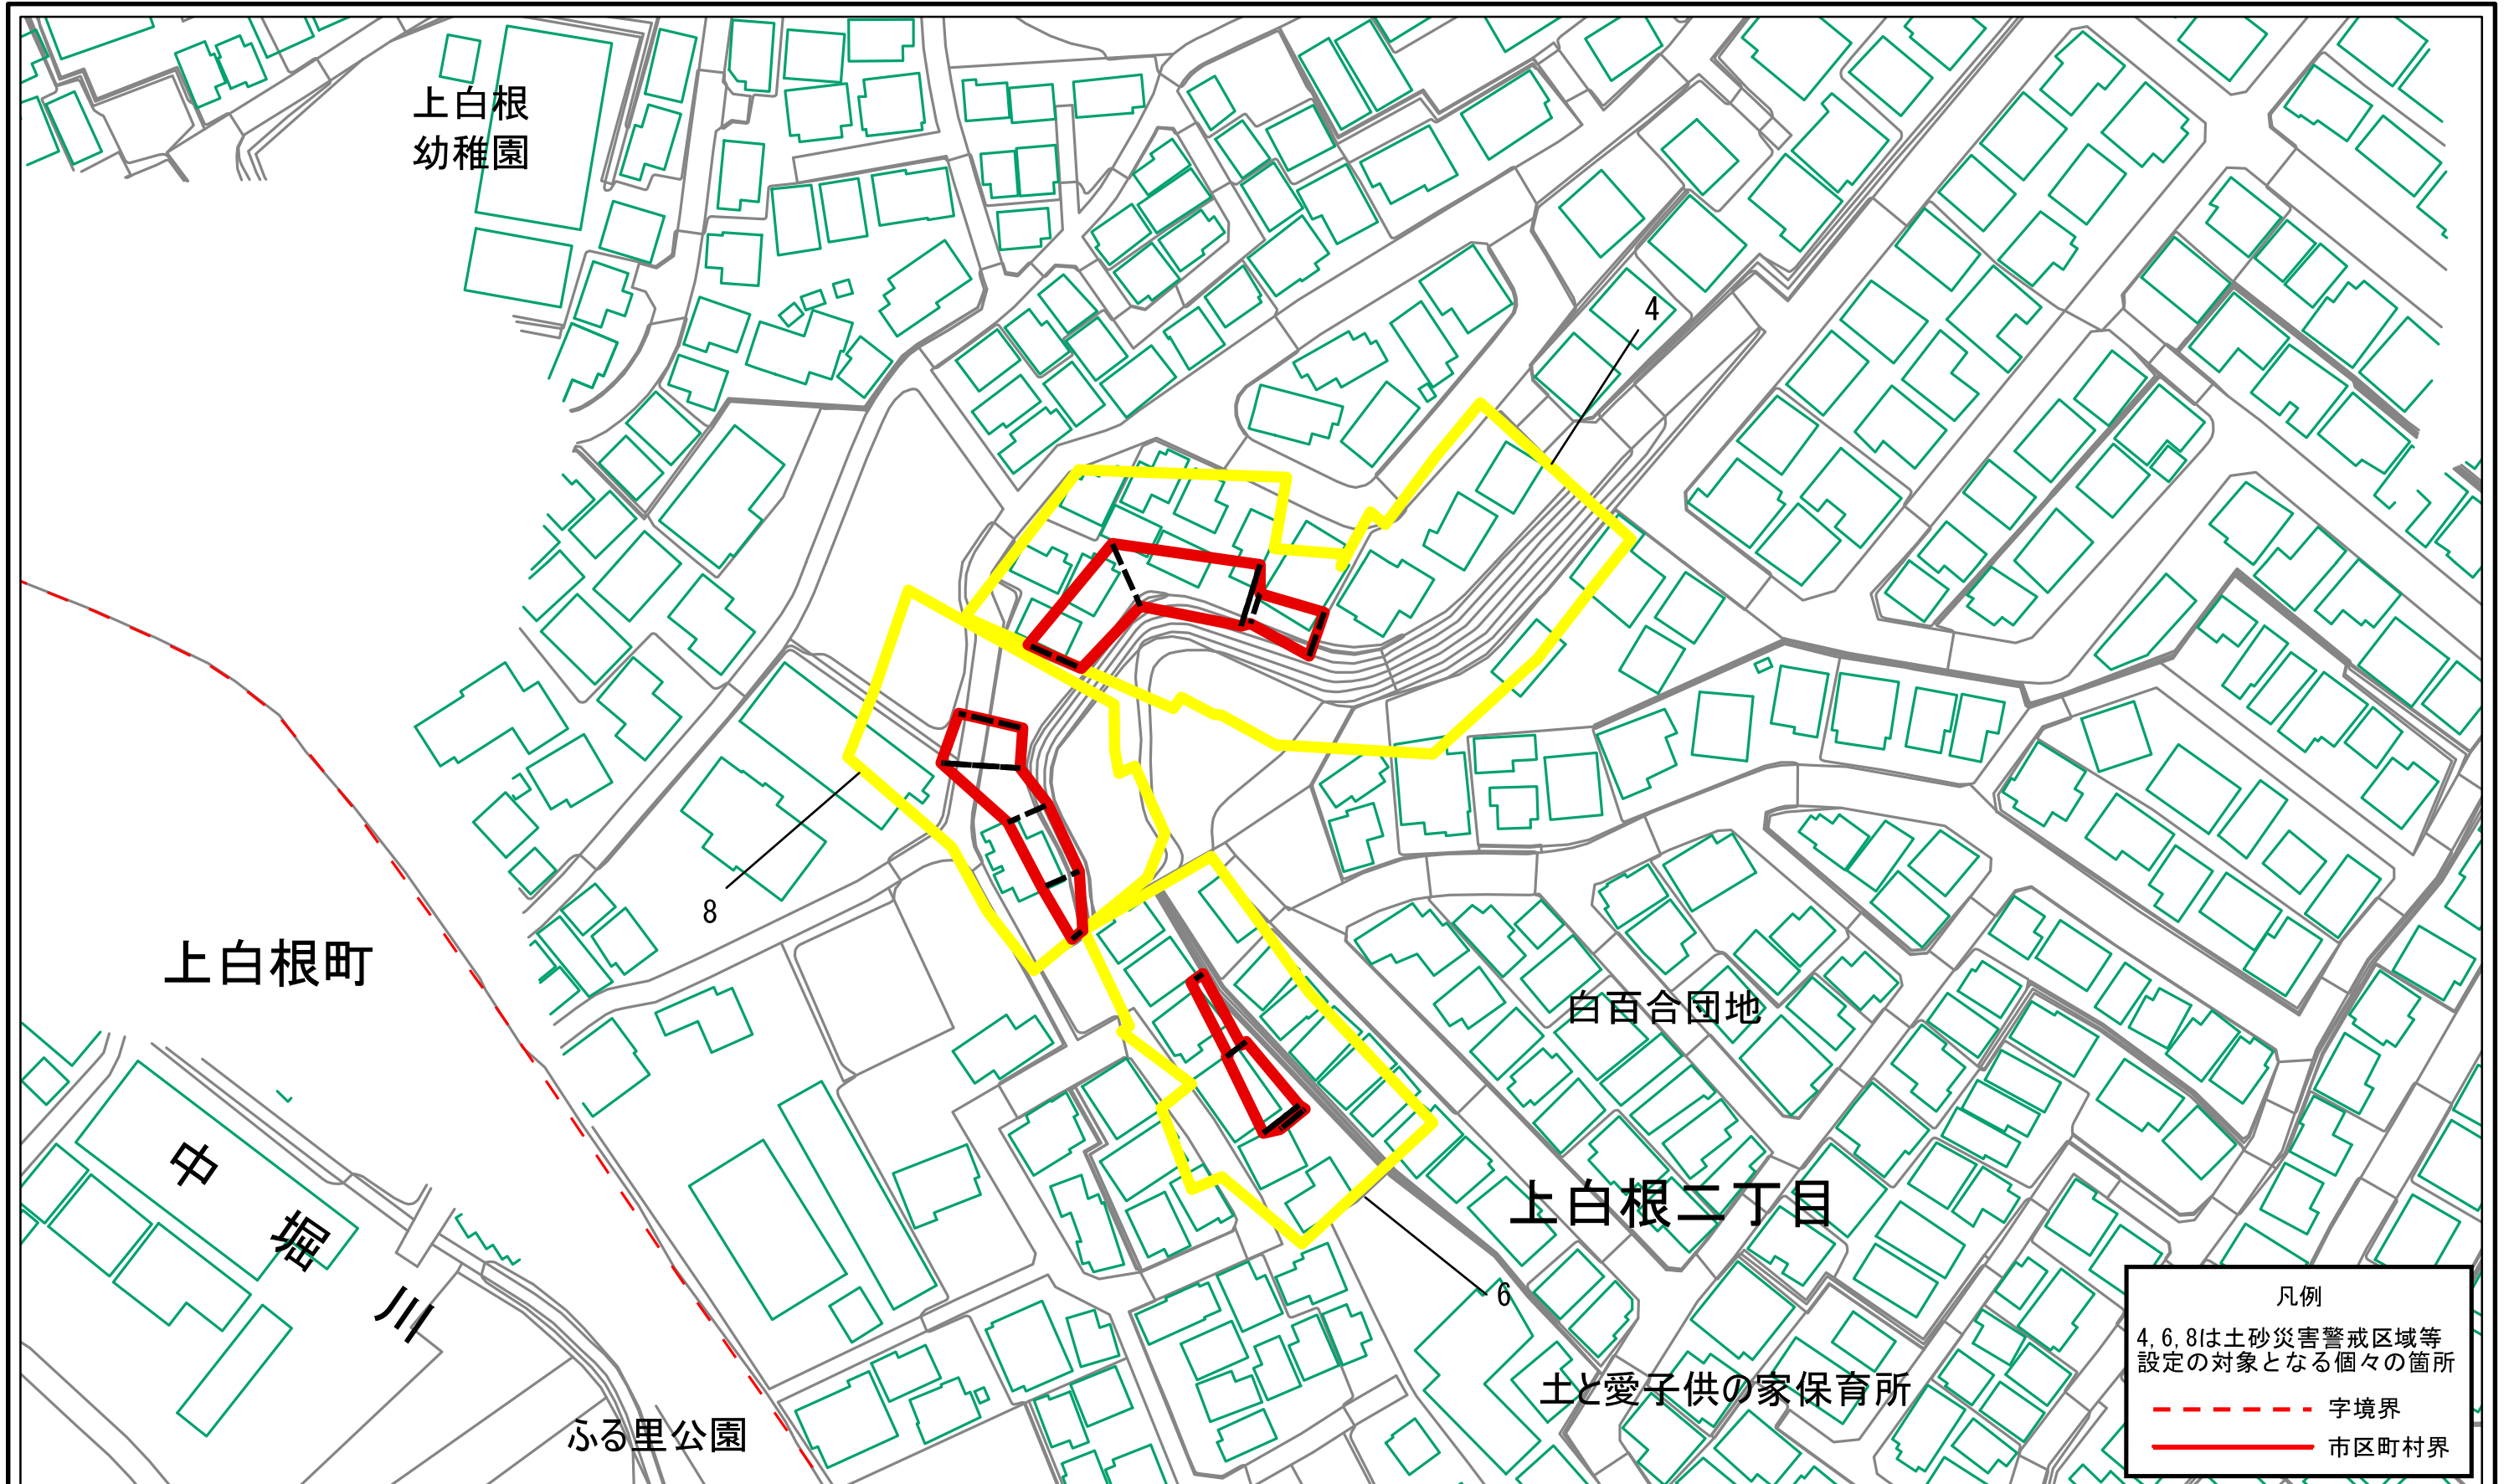 上白根
幼稚園
4
8
上白根町
白百合団地
中堀川
上白根二丁目
6
土と愛子供の家保育所
ふる里公園
凡例
4,6,8は土砂災害警戒区域等
設定の対象となる個々の箇所
字境界
市区町村界